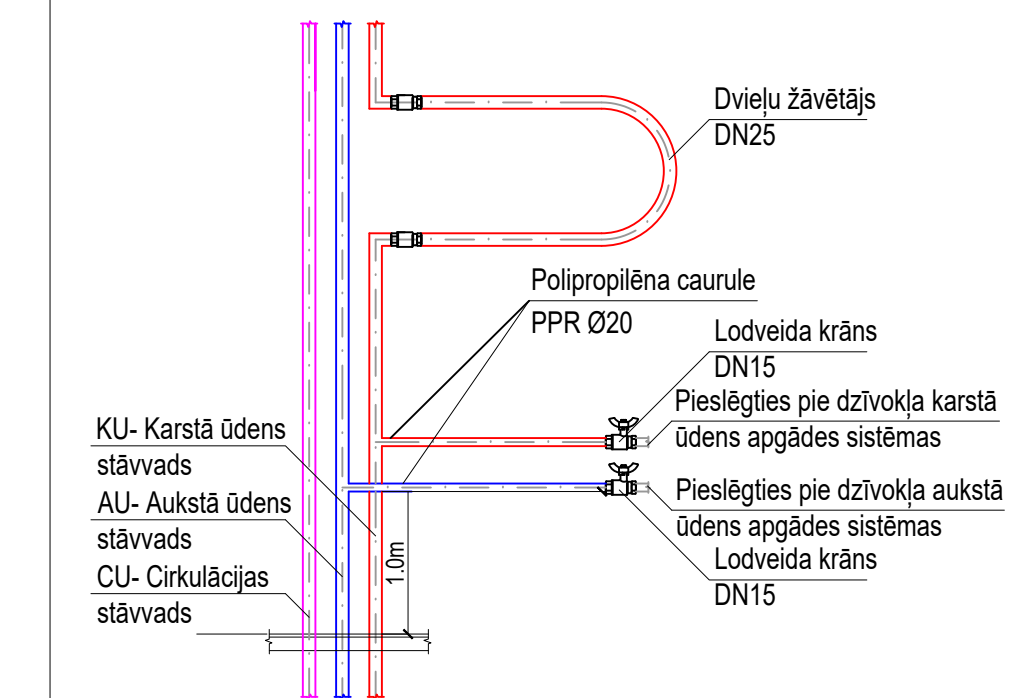 Dvieļu žāvētājs
DN25
Polipropilēna caurule
PPR Ø20
Lodveida krāns
DN15
Pieslēgties pie dzīvokļa karstā
ūdens apgādes sistēmas
KU- Karstā ūdens
stāvvads
AU- Aukstā ūdens
stāvvads
CU- Cirkulācijas
stāvvads
1.0m
Pieslēgties pie dzīvokļa aukstā
ūdens apgādes sistēmas
Lodveida krāns
DN15